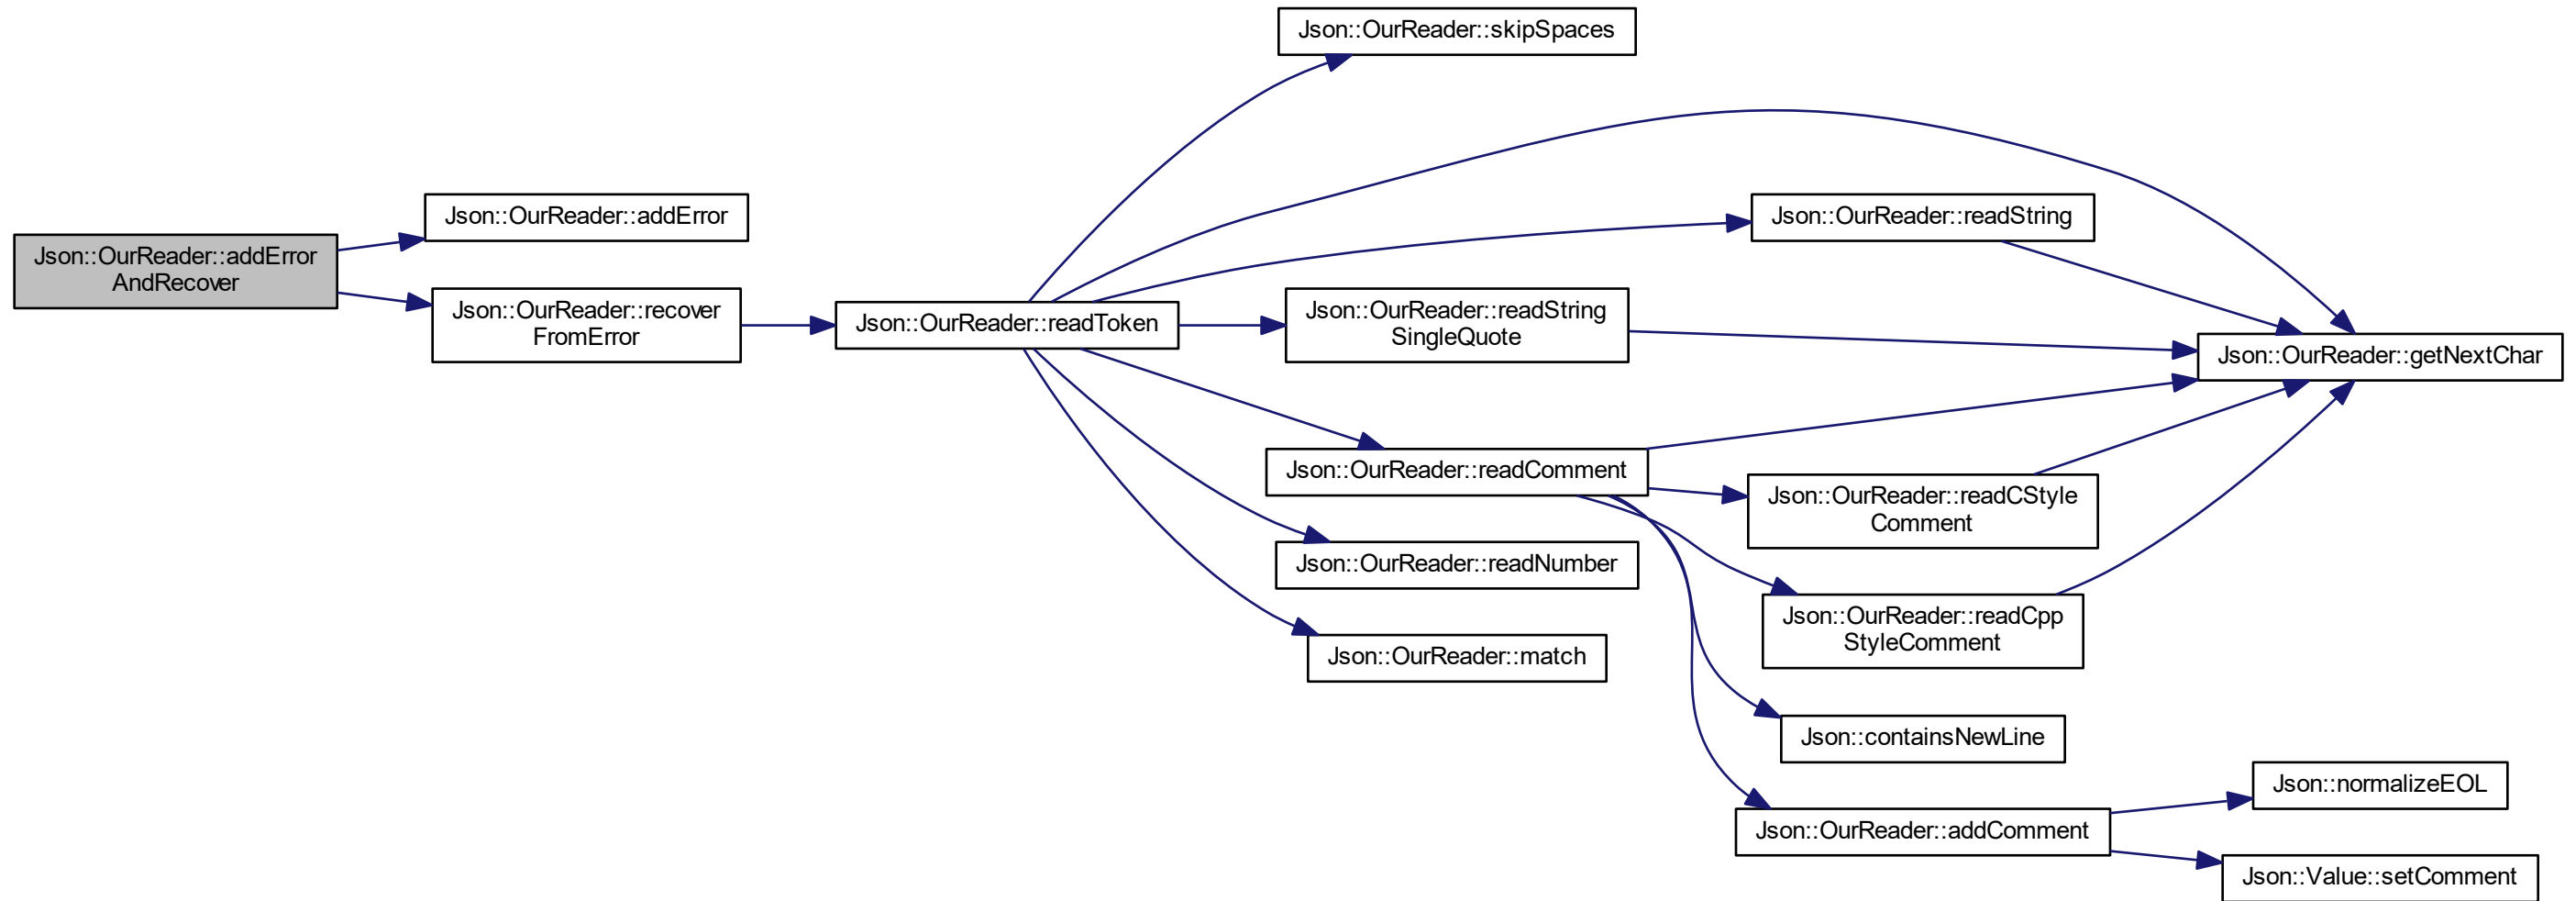 Json::OurReader::skipSpaces
Json::OurReader::addError
Json::OurReader::readString
Json::OurReader::addError
AndRecover
Json::OurReader::recover
FromError
Json::OurReader::readToken
Json::OurReader::readString
SingleQuote
Json::OurReader::getNextChar
Json::OurReader::readComment
Json::OurReader::readCStyle
Comment
Json::OurReader::readNumber
Json::OurReader::readCpp
StyleComment
Json::OurReader::match
Json::containsNewLine
Json::normalizeEOL
Json::OurReader::addComment
Json::Value::setComment